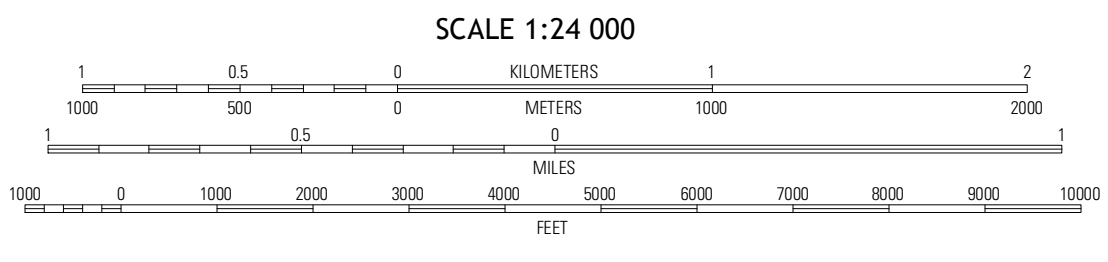 SCALE 1:24 000
1 0.5 0 KILOMETERS 1 2
1000 500 0 METERS 1000 2000
1 0.5 0 1
MILES
1000 0 1000 2000 3000 4000 5000 6000 7000 8000 9000 10000
FEET